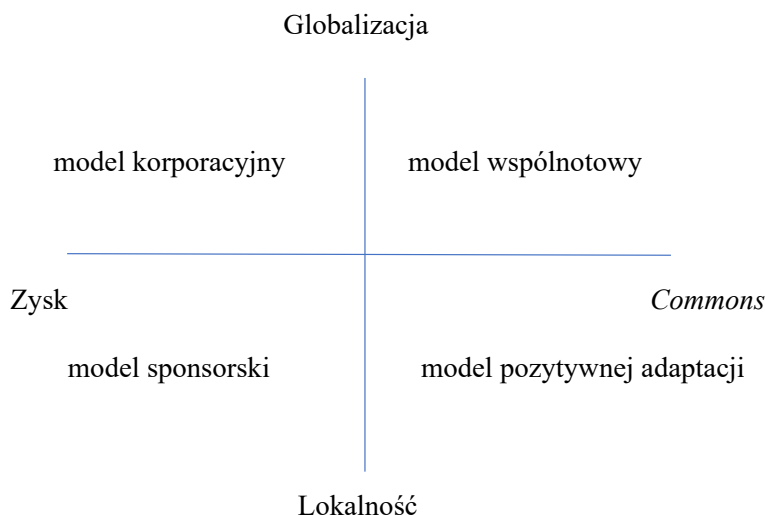 Globalizacja
model korporacyjny model wspólnotowy
Zysk Commons
model sponsorski model pozytywnej adaptacji
Lokalność